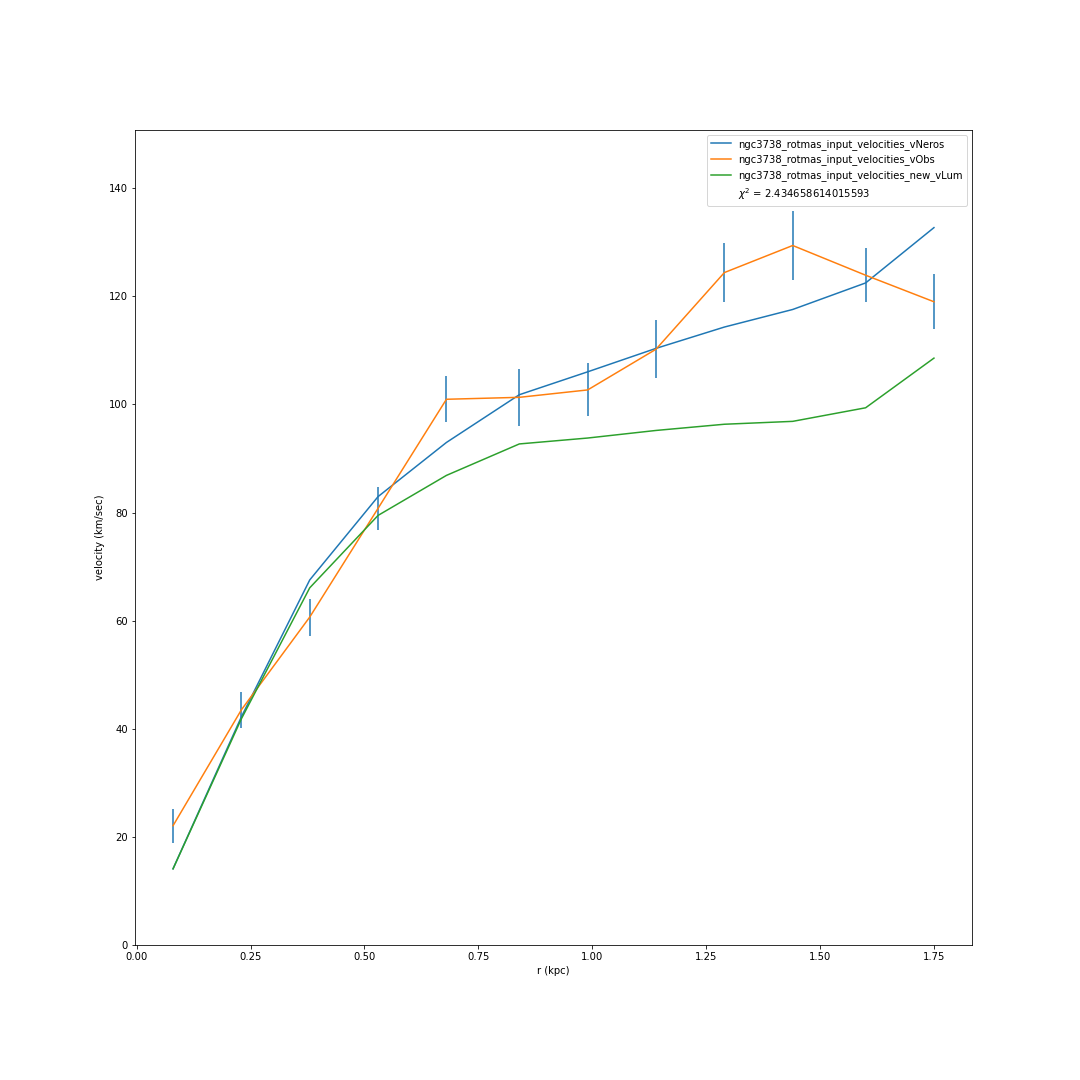 ngc3738_rotmas_input_velocities_vNeros
ngc3738_rotmas_input_velocities_vObs
ngc3738_rotmas_input_velocities_new_vLum
χ² = 2.434658614015593
140
120
100
80
60
40
20
0
velocity (km/sec)
0.00 0.25 0.50 0.75 1.00 1.25 1.50 1.75
r (kpc)